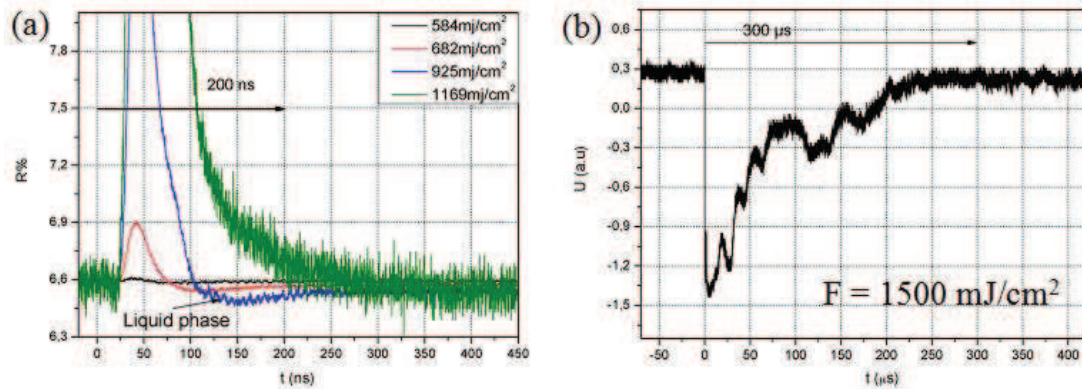 (a)
7.8
7.5
7.2
6.9
6.6
6.3
R%
584mj/cm²
682mj/cm²
925mj/cm²
1169mj/cm²
200 ns
Liquid phase
0 50 100 150 200 250 300 350 400 450
t (ns)
(b)
0.6
0.3
0.0
-0.3
-0.6
-0.9
-1.2
-1.5
U (a.u)
300 µs
F = 1500 mJ/cm²
-50 0 50 100 150 200 250 300 350 400
t (µs)